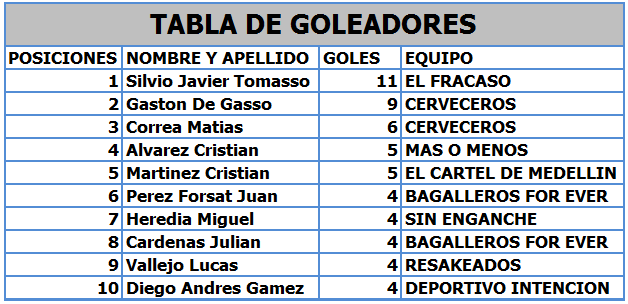 TABLA DE GOLEADORES
POSICIONES NOMBRE Y APELLIDO GOLES EQUIPO
1 Silvio Javier Tomasso 11 EL FRACASO
2 Gaston De Gasso 9 CERVECEROS
3 Correa Matias 6 CERVECEROS
4 Alvarez Cristian 5 MAS O MENOS
5 Martinez Cristian 5 EL CARTEL DE MEDELLIN
6 Perez Forsat Juan 4 BAGALLEROS FOR EVER
7 Heredia Miguel 4 SIN ENGANCHE
8 Cardenas Julian 4 BAGALLEROS FOR EVER
9 Vallejo Lucas 4 RESAKEADOS
10 Diego Andres Gamez 4 DEPORTIVO INTENCION